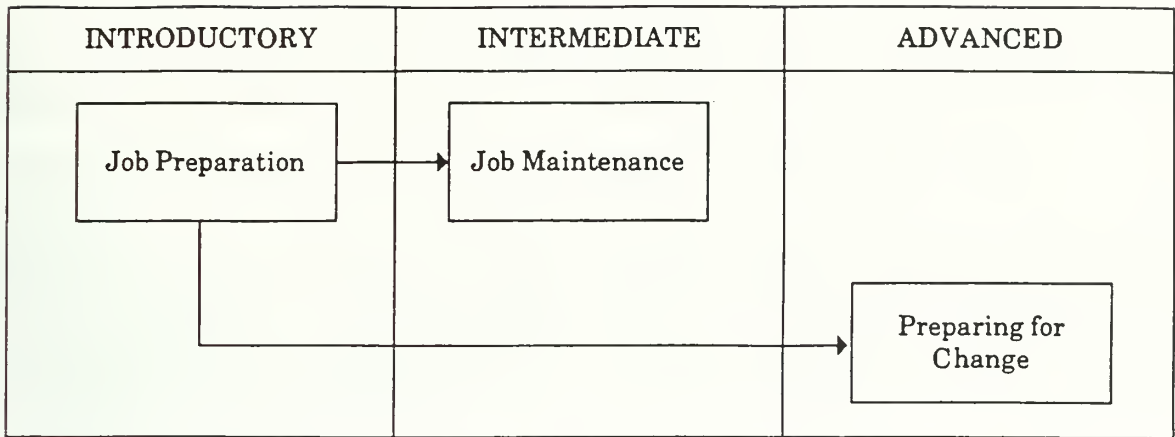 INTRODUCTORY
INTERMEDIATE
ADVANCED
Job Preparation
Job Maintenance
Preparing for
Change